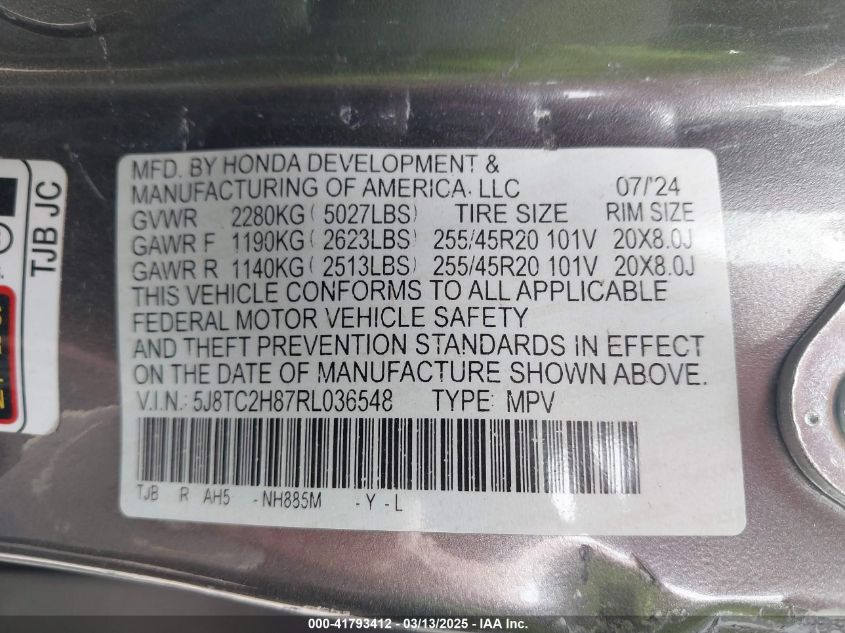 MFD. BY HONDA DEVELOPMENT &
MANUFACTURING OF AMERICA, LLC 07/'24
GVWR 2280KG ( 5027LBS) TIRE SIZE RIM SIZE
GAWR F 1190KG ( 2623LBS) 255/45R20 101V 20X8.0J
GAWR R 1140KG ( 2513LBS) 255/45R20 101V 20X8.0J
THIS VEHICLE CONFORMS TO ALL APPLICABLE
FEDERAL MOTOR VEHICLE SAFETY
AND THEFT PREVENTION STANDARDS IN EFFECT
ON THE DATE OF MANUFACTURE SHOWN ABOVE.
V.I.N.: 5J8TC2H87RL036548 TYPE: MPV
TJB R AH5 -NH885M -Y-L
TJB JC
000-41793412 - 03/13/2025 - IAA Inc.